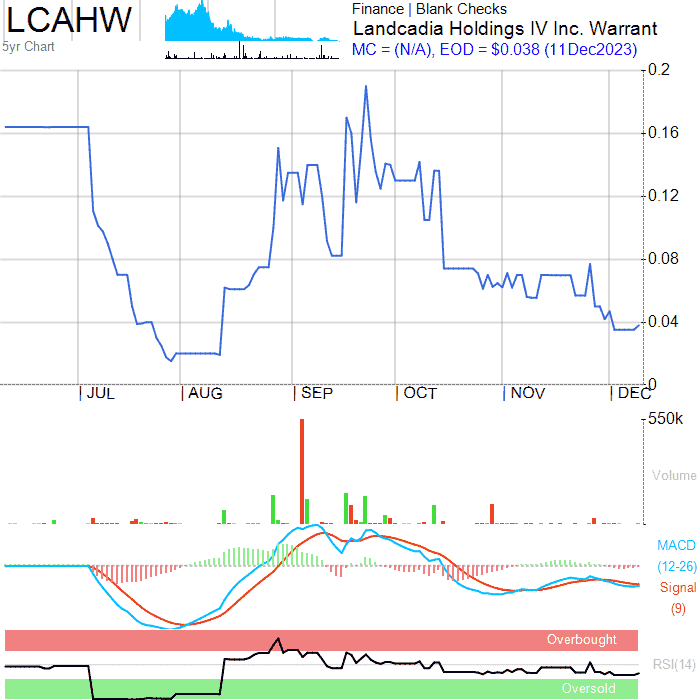 LCAHW
5yr Chart
Finance | Blank Checks
Landcadia Holdings IV Inc. Warrant
MC = (N/A), EOD = $0.038 (11Dec2023)
0.2
0.16
0.12
0.08
0.04
0
| JUL | AUG | SEP | OCT | NOV | DEC
550k
Volume
MACD
(12-26)
Signal
(9)
Overbought
RSI(14)
Oversold